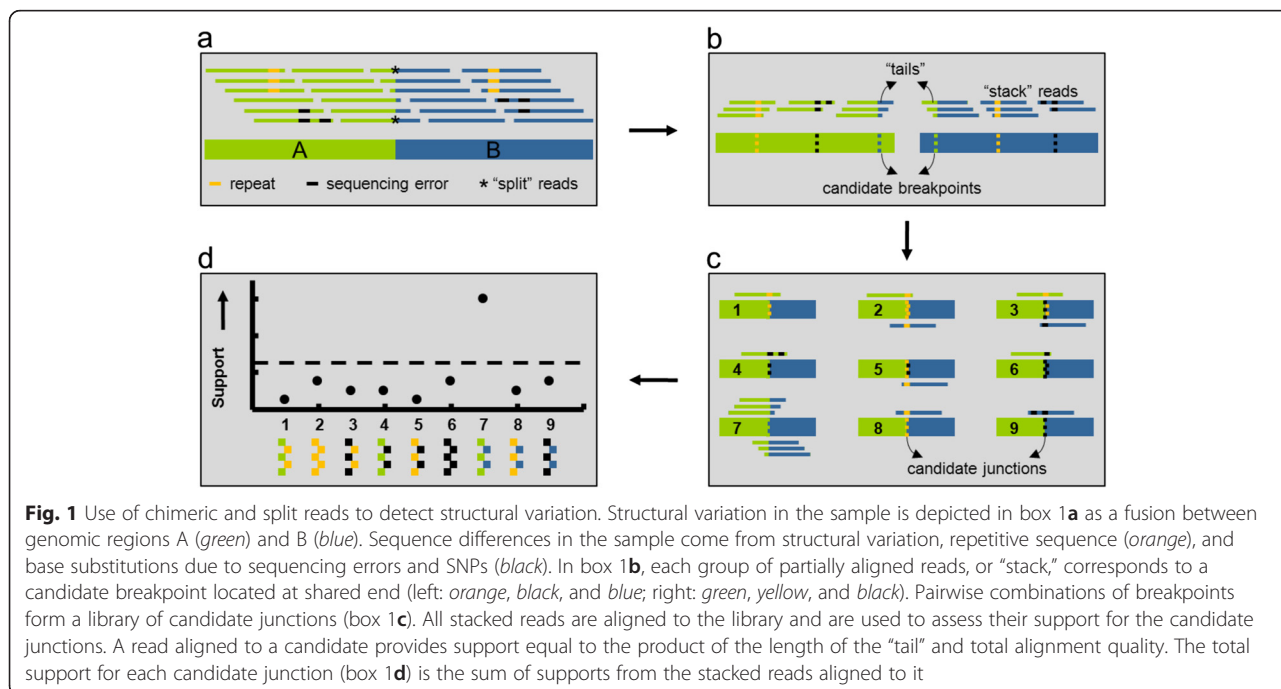 a
A
B
repeat
sequencing error
* "split" reads
b
"tails"
"stack" reads
candidate breakpoints
c
1
2
3
4
5
6
7
8
9
candidate junctions
d
Support
1 2 3 4 5 6 7 8 9
Fig. 1 Use of chimeric and split reads to detect structural variation. Structural variation in the sample is depicted in box 1a as a fusion between
genomic regions A (green) and B (blue). Sequence differences in the sample come from structural variation, repetitive sequence (orange), and
base substitutions due to sequencing errors and SNPs (black). In box 1b, each group of partially aligned reads, or “stack,” corresponds to a
candidate breakpoint located at shared end (left: orange, black, and blue; right: green, yellow, and black). Pairwise combinations of breakpoints
form a library of candidate junctions (box 1c). All stacked reads are aligned to the library and are used to assess their support for the candidate
junctions. A read aligned to a candidate provides support equal to the product of the length of the “tail” and total alignment quality. The total
support for each candidate junction (box 1d) is the sum of supports from the stacked reads aligned to it